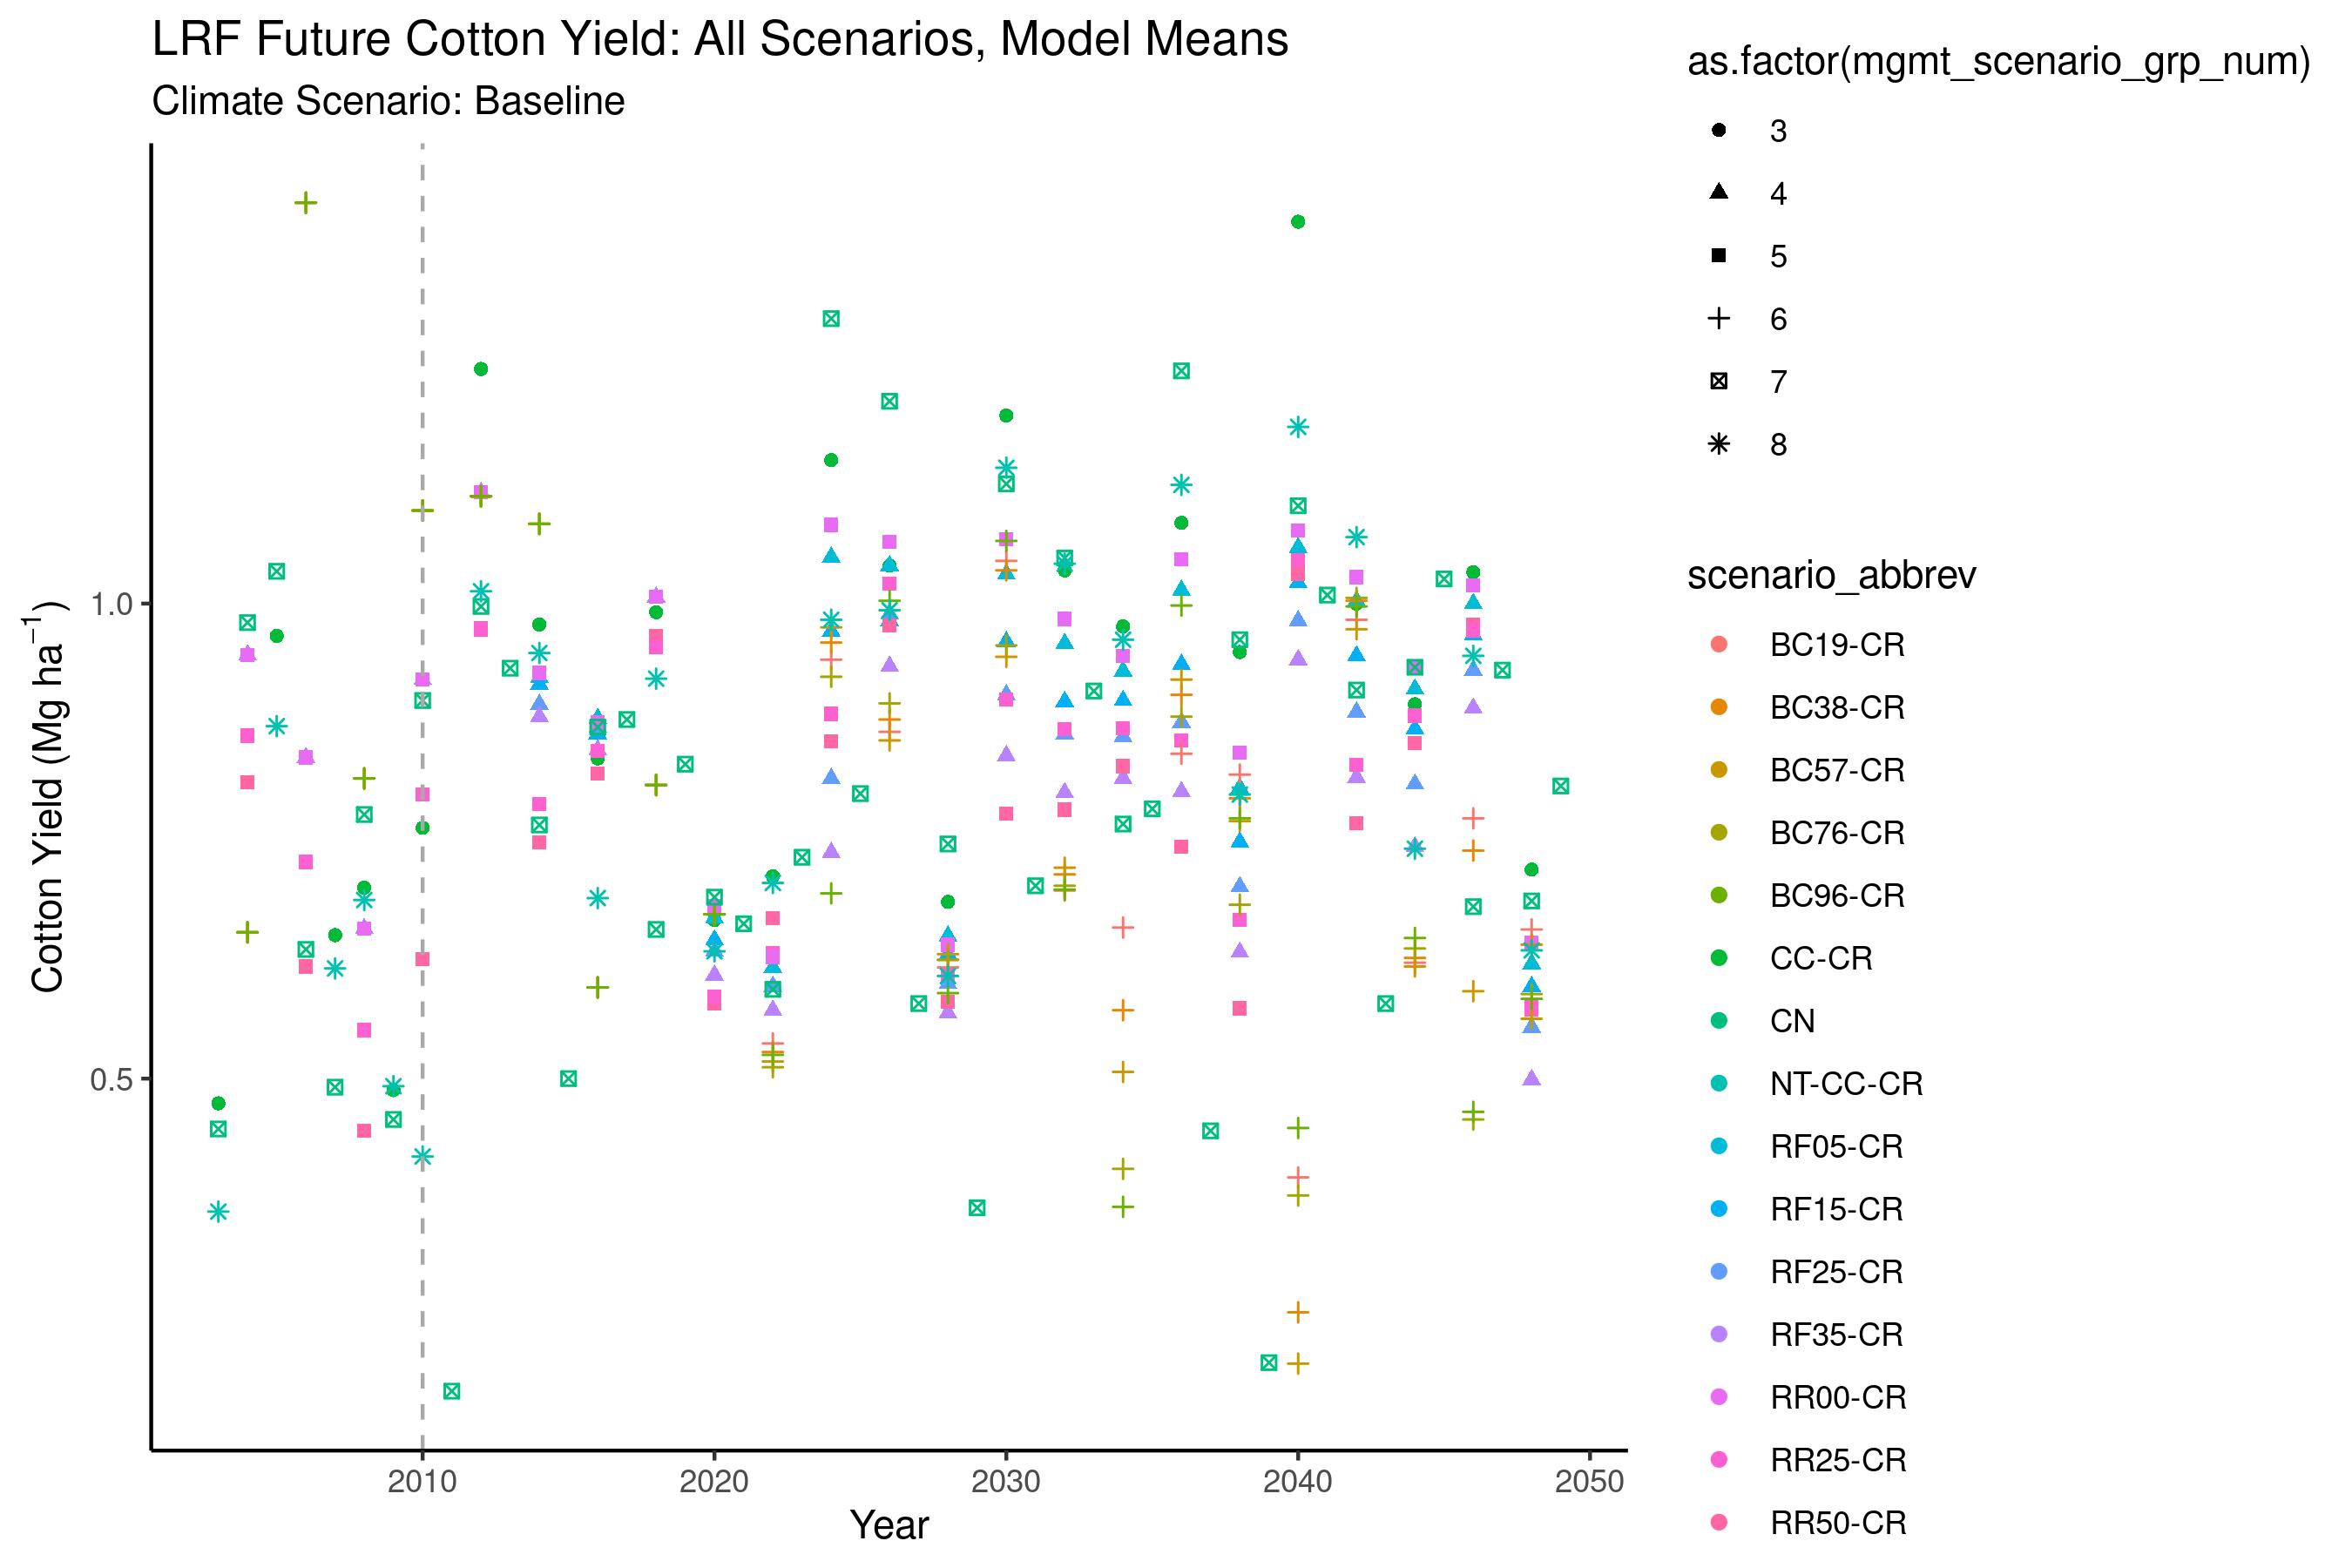 LRF Future Cotton Yield: All Scenarios, Model Means
Climate Scenario: Baseline
Cotton Yield (Mg ha−1)
1.0
0.5
2010
2020
2030
2040
2050
Year
as.factor(mgmt_scenario_grp_num)
3
4
5
6
7
8
scenario_abbrev
BC19-CR
BC38-CR
BC57-CR
BC76-CR
BC96-CR
CC-CR
CN
NT-CC-CR
RF05-CR
RF15-CR
RF25-CR
RF35-CR
RR00-CR
RR25-CR
RR50-CR